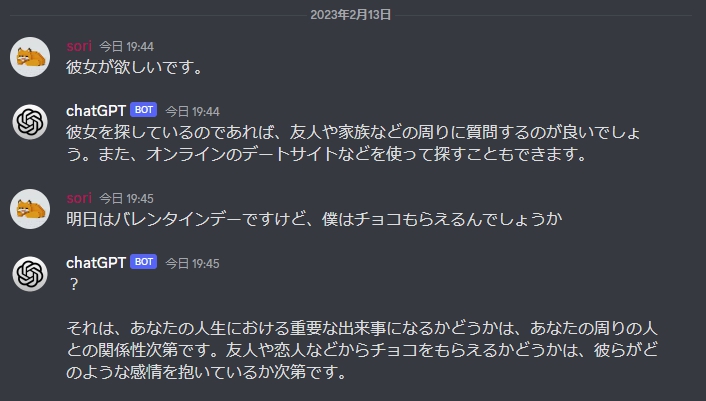 2023年2月13日
sori 今日 19:44
彼女が欲しいです。
chatGPT BOT 今日 19:44
彼女を探しているのであれば、友人や家族などの周りに質問するのが良いでしょ
う。また、オンラインのデートサイトなどを使って探すこともできます。
sori 今日 19:45
明日はバレンタインデーですけど、僕はチョコもらえるんでしょうか
chatGPT BOT 今日 19:45
？
それは、あなたの人生における重要な出来事になるかどうかは、あなたの周りの人
との関係性次第です。友人や恋人などからチョコをもらえるかどうかは、彼らがど
のような感情を抱いているか次第です。